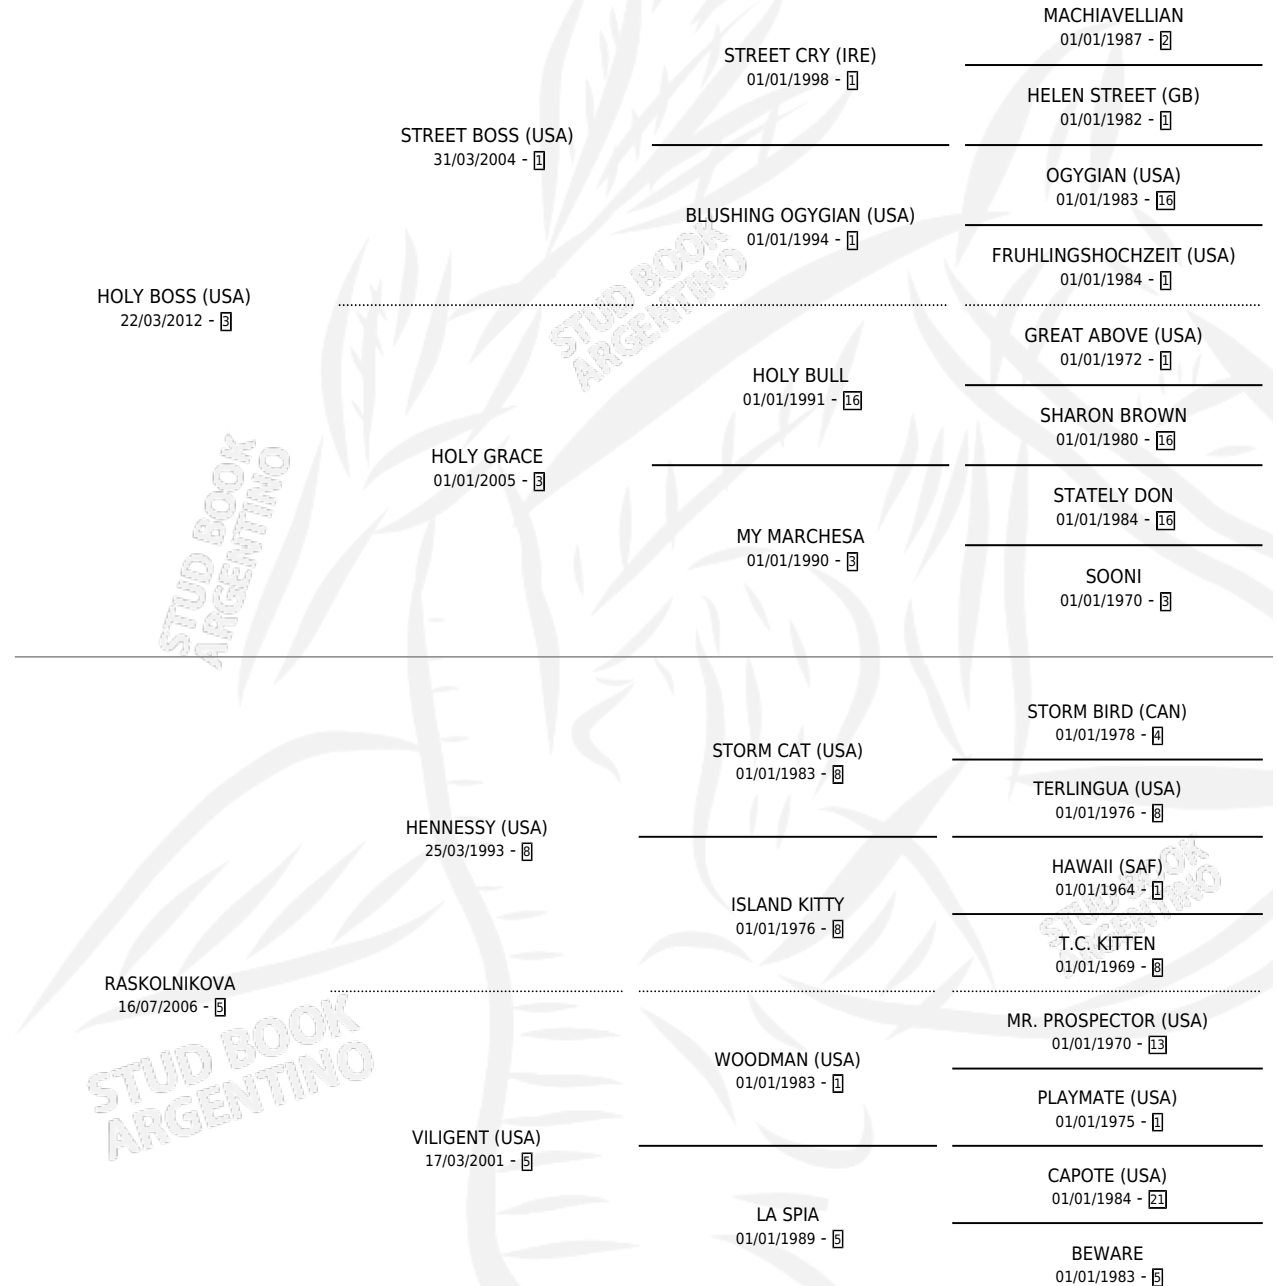 MACHIAVELLIAN
01/01/1987 - 2
STREET CRY (IRE)
01/01/1998 - 1
HELEN STREET (GB)
01/01/1982 - 1
STREET BOSS (USA)
31/03/2004 - 1
OGYGIAN (USA)
01/01/1983 - 16
BLUSHING OGYGIAN (USA)
01/01/1994 - 1
FRUHLINGSHOCHZEIT (USA)
01/01/1984 - 1
HOLY BOSS (USA)
22/03/2012 - 3
GREAT ABOVE (USA)
01/01/1972 - 1
HOLY BULL
01/01/1991 - 16
SHARON BROWN
01/01/1980 - 16
HOLY GRACE
01/01/2005 - 3
STATELY DON
01/01/1984 - 16
MY MARCHESA
01/01/1990 - 3
SOONI
01/01/1970 - 3
STORM BIRD (CAN)
01/01/1978 - 4
STORM CAT (USA)
01/01/1983 - 8
TERLINGUA (USA)
01/01/1976 - 8
HENNESSY (USA)
25/03/1993 - 8
HAWAII (SAF)
01/01/1964 - 1
ISLAND KITTY
01/01/1976 - 8
T.C. KITTEN
01/01/1969 - 8
RASKOLNIKOVA
16/07/2006 - 5
MR. PROSPECTOR (USA)
01/01/1970 - 13
WOODMAN (USA)
01/01/1983 - 1
PLAYMATE (USA)
01/01/1975 - 1
VILIGENT (USA)
17/03/2001 - 5
CAPOTE (USA)
01/01/1984 - 21
LA SPIA
01/01/1989 - 5
BEWARE
01/01/1983 - 5
STUD BOOK
ARGENTINO
STUD BOOK
ARGENTINO
STUD BOOK
ARGENTINO
STUD BOOK
ARGENTINO